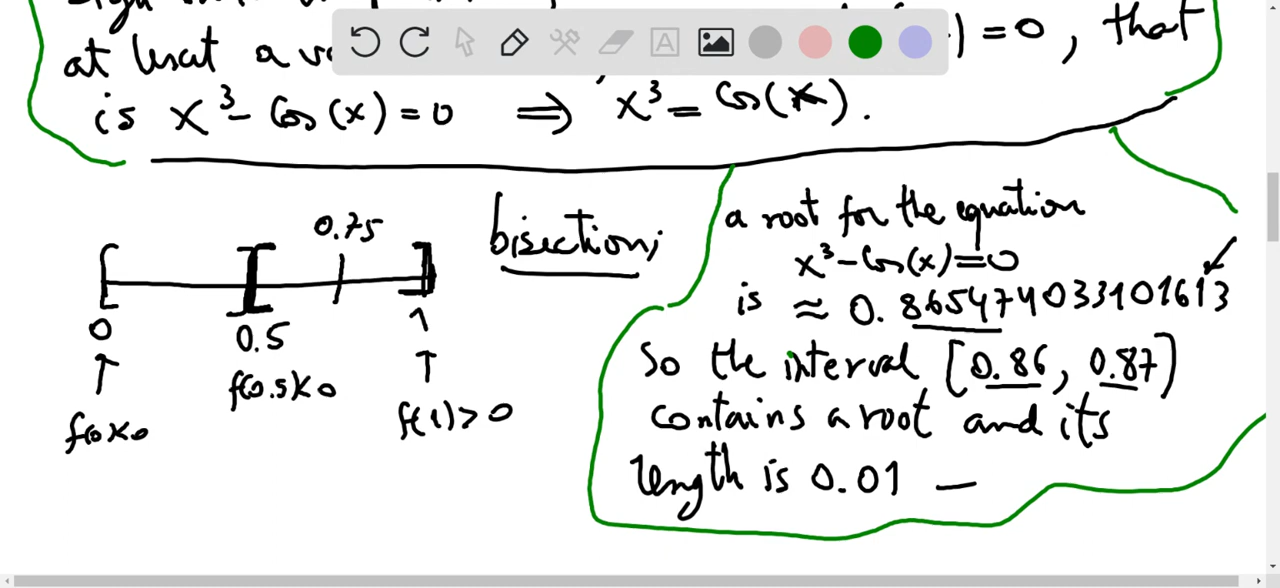 at least a
) = 0 , that
is x³ - Cos(x) = 0 ⟹ x³ = Cos(x).
bisection;
0.75
0
0.5
1
f(0)<0
f(0.5)<0
f(1)>0
a root for the equation
x³-Cos(x)=0
is ≈ 0.8654740331016 13
So the interval [0.86, 0.87]
contains a root and its
length is 0.01 —